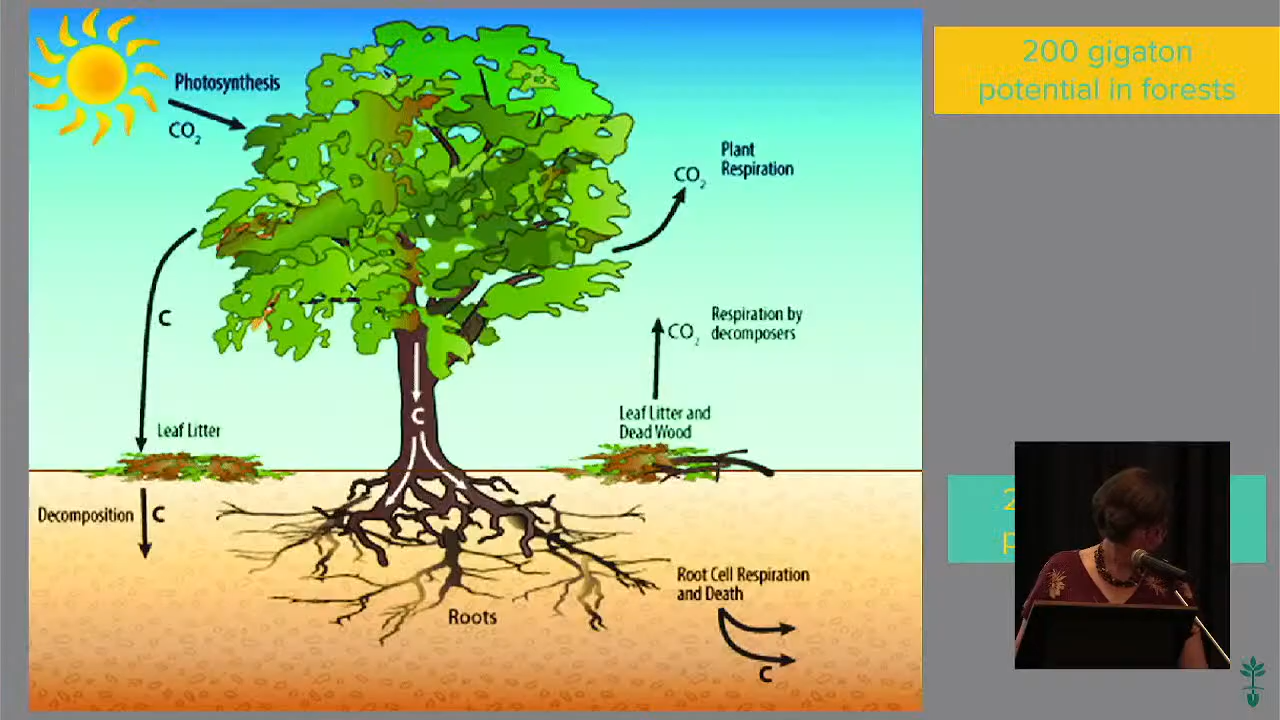 200 gigaton
potential in forests
Photosynthesis
CO2
Plant
Respiration
CO2
C
Respiration by
decomposers
CO2
C
Leaf Litter and
Dead Wood
Leaf Litter
Decomposition
C
Root Cell Respiration
and Death
Roots
C